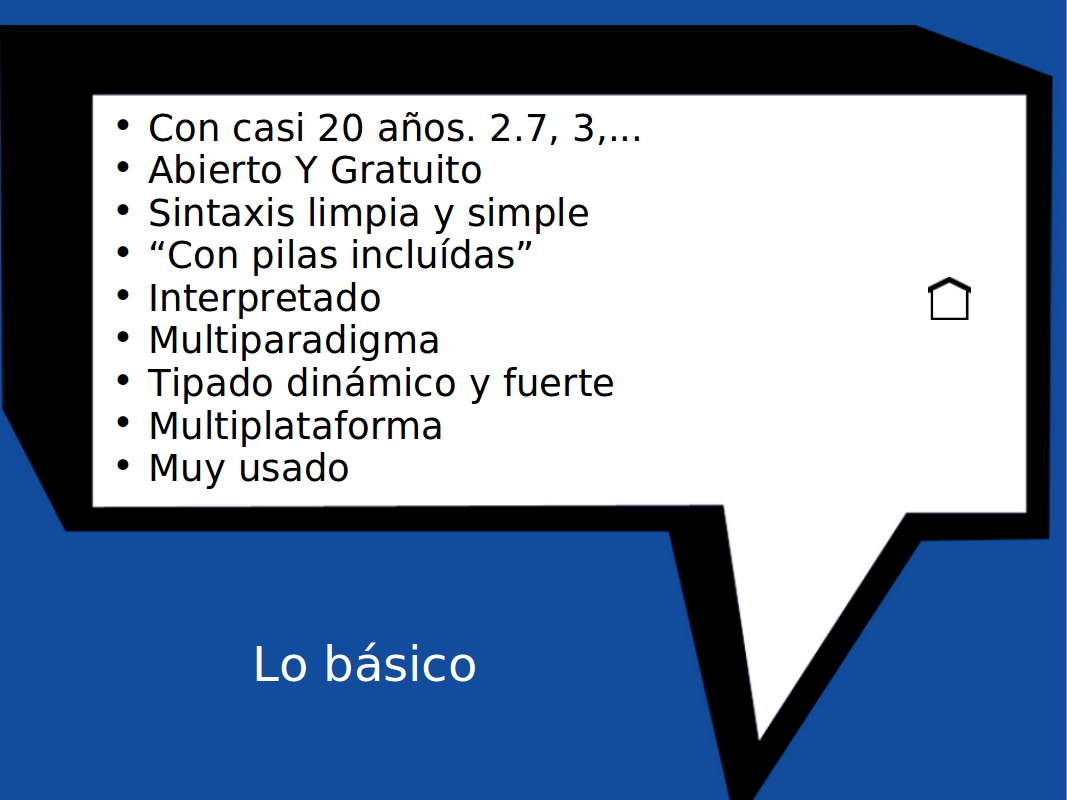 • Con casi 20 años. 2.7, 3,...
• Abierto Y Gratuito
• Sintaxis limpia y simple
• “Con pilas incluídas”
• Interpretado
• Multiparadigma
• Tipado dinámico y fuerte
• Multiplataforma
• Muy usado
Lo básico